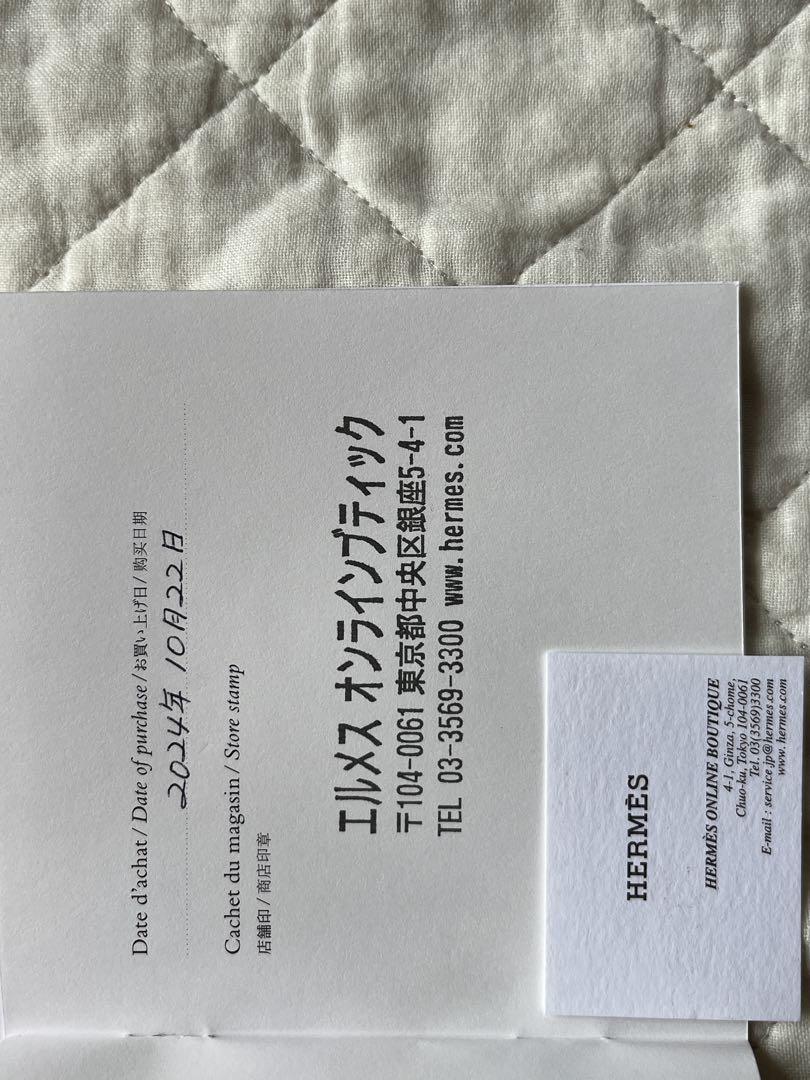 Date d'achat / Date of purchase / お買い上げ日 / 购买日期
2024年 10月22日
Cachet du magasin / Store stamp
店舗印 / 商店印章
エルメス オンラインブティック
〒104-0061 東京都中央区銀座5-4-1
TEL 03-3569-3300 www.hermes.com
HERMÈS
HERMÈS ONLINE BOUTIQUE
4-1, Ginza, 5-chome,
Chuo-ku, Tokyo 104-0061
Tel. 03(3569)3300
E-mail : service.jp@hermes.com
www. hermes.com